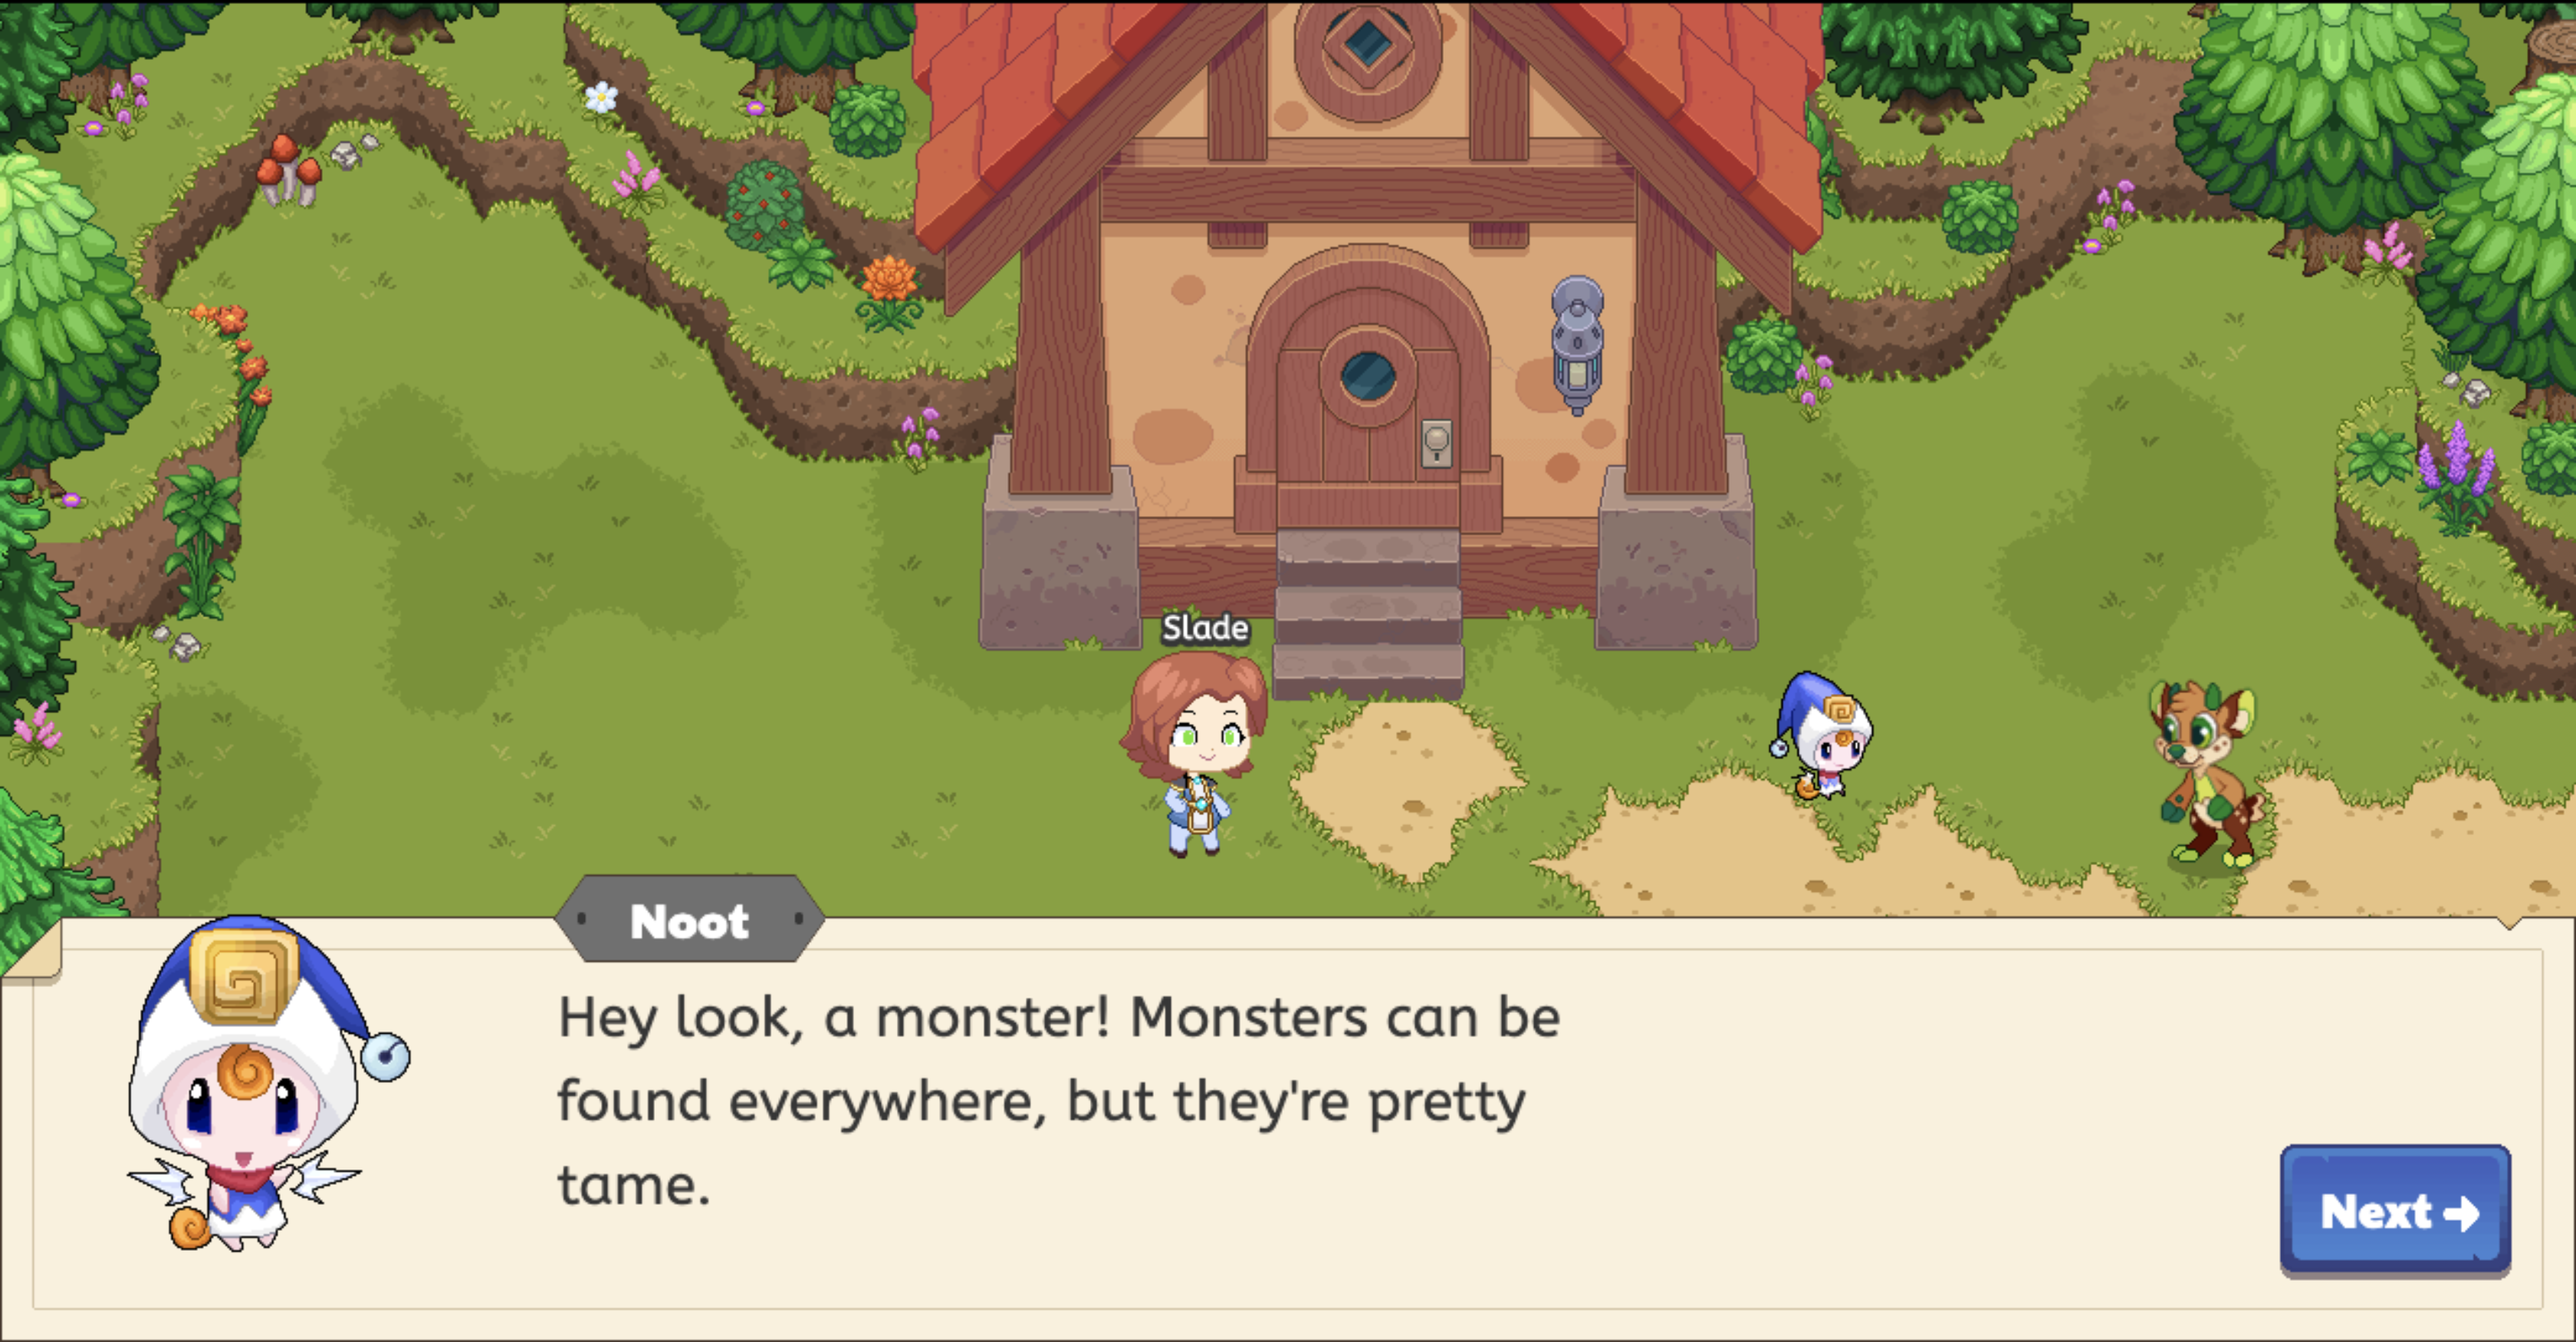 Slade
Noot
Hey look, a monster! Monsters can be
found everywhere, but they're pretty
tame.
Next →